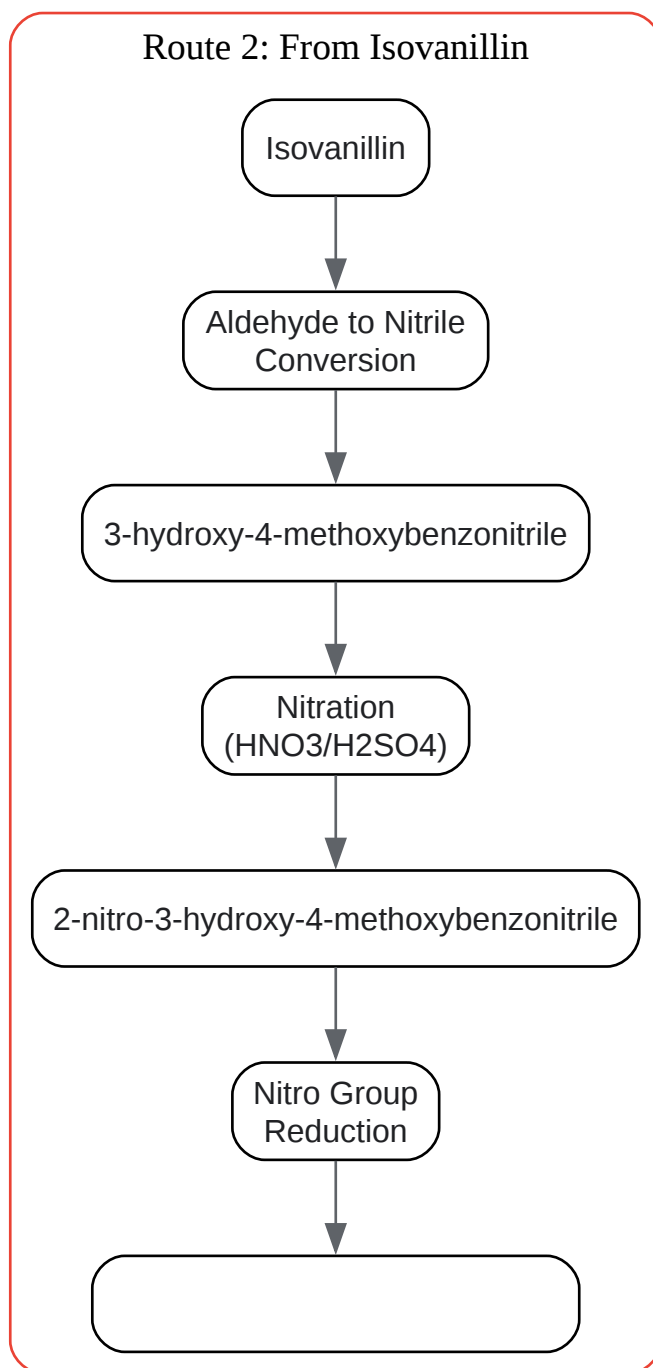 Route 2: From Isovanillin
Isovanillin
Aldehyde to Nitrile
Conversion
3-hydroxy-4-methoxybenzonitrile
Nitration
(HNO3/H2SO4)
2-nitro-3-hydroxy-4-methoxybenzonitrile
Nitro Group
Reduction